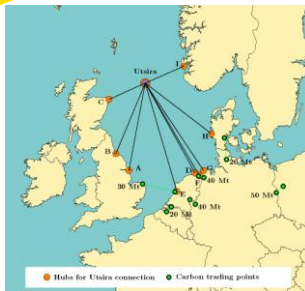 I
Utsira
C
H
B
20 Mt
A
D
G
F
40 Mt
30 Mt
E
50 Mt
40 Mt
20 Mt
Hubs for Utsira connection
Carbon trading points